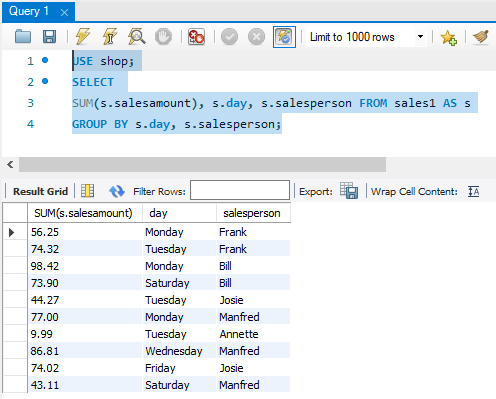 Query 1
Limit to 1000 rows
1 USE shop;
2 SELECT
3 SUM(s.salesamount), s.day, s.salesperson FROM sales1 AS s
4 GROUP BY s.day, s.salesperson;
Result Grid Filter Rows: Export: Wrap Cell Content: IA
SUM(s.salesamount) day salesperson
56.25 Monday Frank
74.32 Tuesday Frank
98.42 Monday Bill
73.90 Saturday Bill
44.27 Tuesday Josie
77.00 Monday Manfred
9.99 Tuesday Annette
86.81 Wednesday Manfred
74.02 Friday Josie
43.11 Saturday Manfred